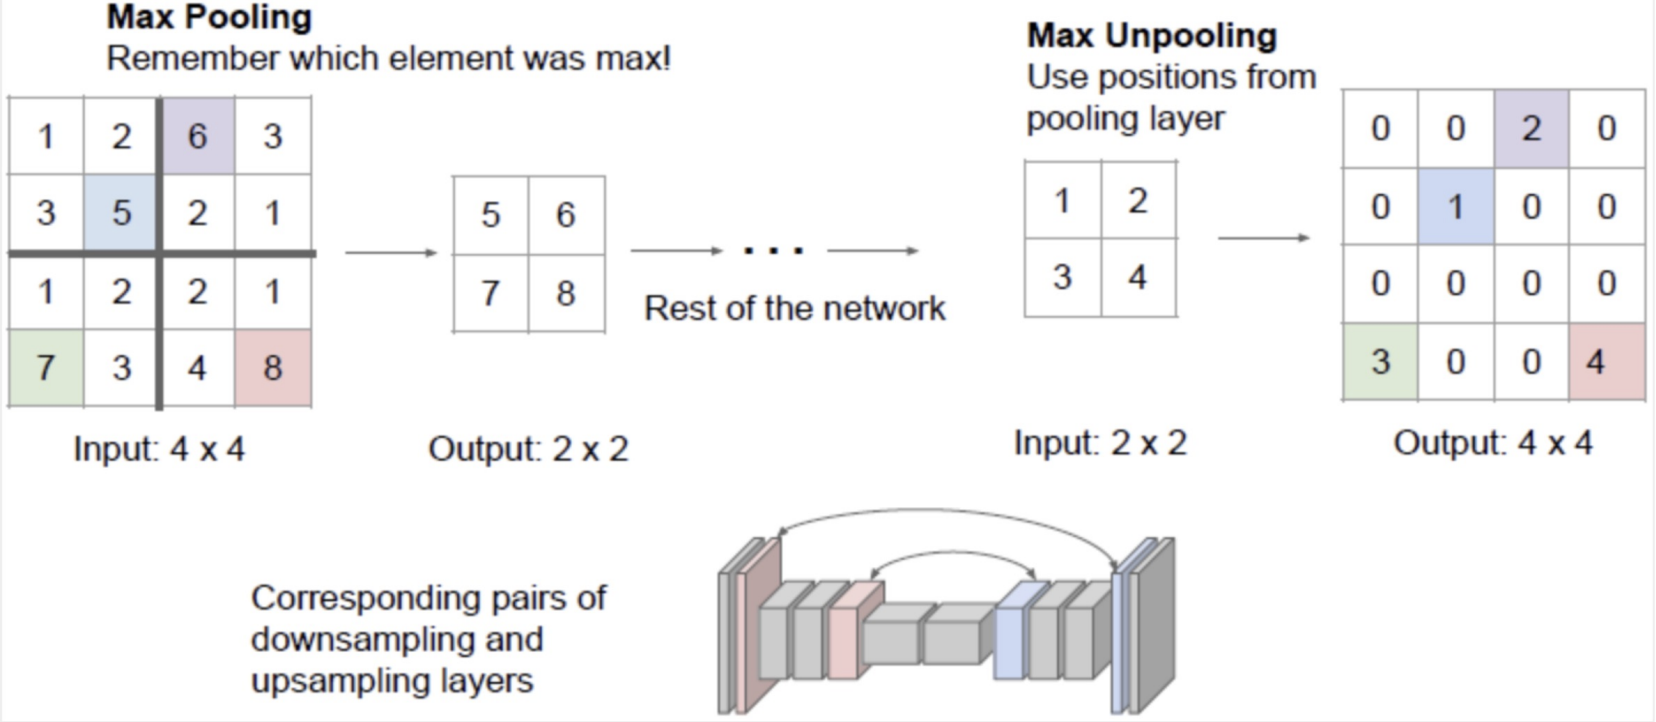 Max Pooling
Remember which element was max!
1 2 6 3
3 5 2 1
1 2 2 1
7 3 4 8
Input: 4 x 4
5 6
7 8
Output: 2 x 2
...
Rest of the network
Max Unpooling
Use positions from
pooling layer
1 2
3 4
Input: 2 x 2
0 0 2 0
0 1 0 0
0 0 0 0
3 0 0 4
Output: 4 x 4
Corresponding pairs of
downsampling and
upsampling layers